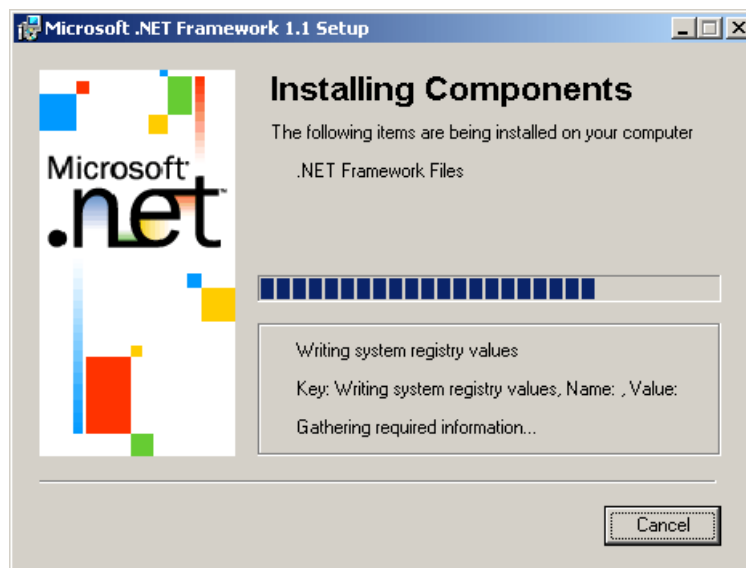 Microsoft .NET Framework 1.1 Setup
Installing Components
The following items are being installed on your computer
.NET Framework Files
Microsoft
.net
Writing system registry values
Key: Writing system registry values, Name: , Value:
Gathering required information...
Cancel